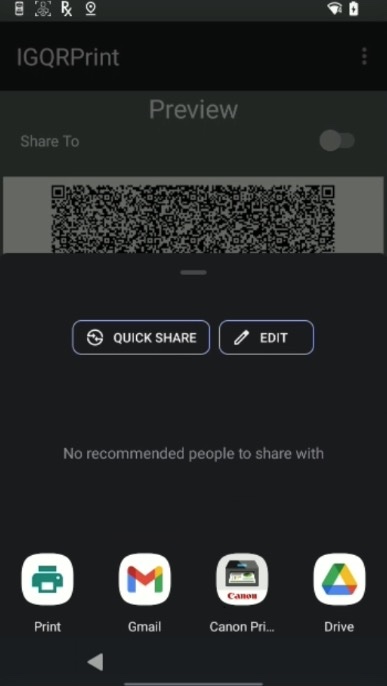 IGQRPrint
Preview
Share To
QUICK SHARE
EDIT
No recommended people to share with
Canon
Print
Gmail
Canon Pri...
Drive